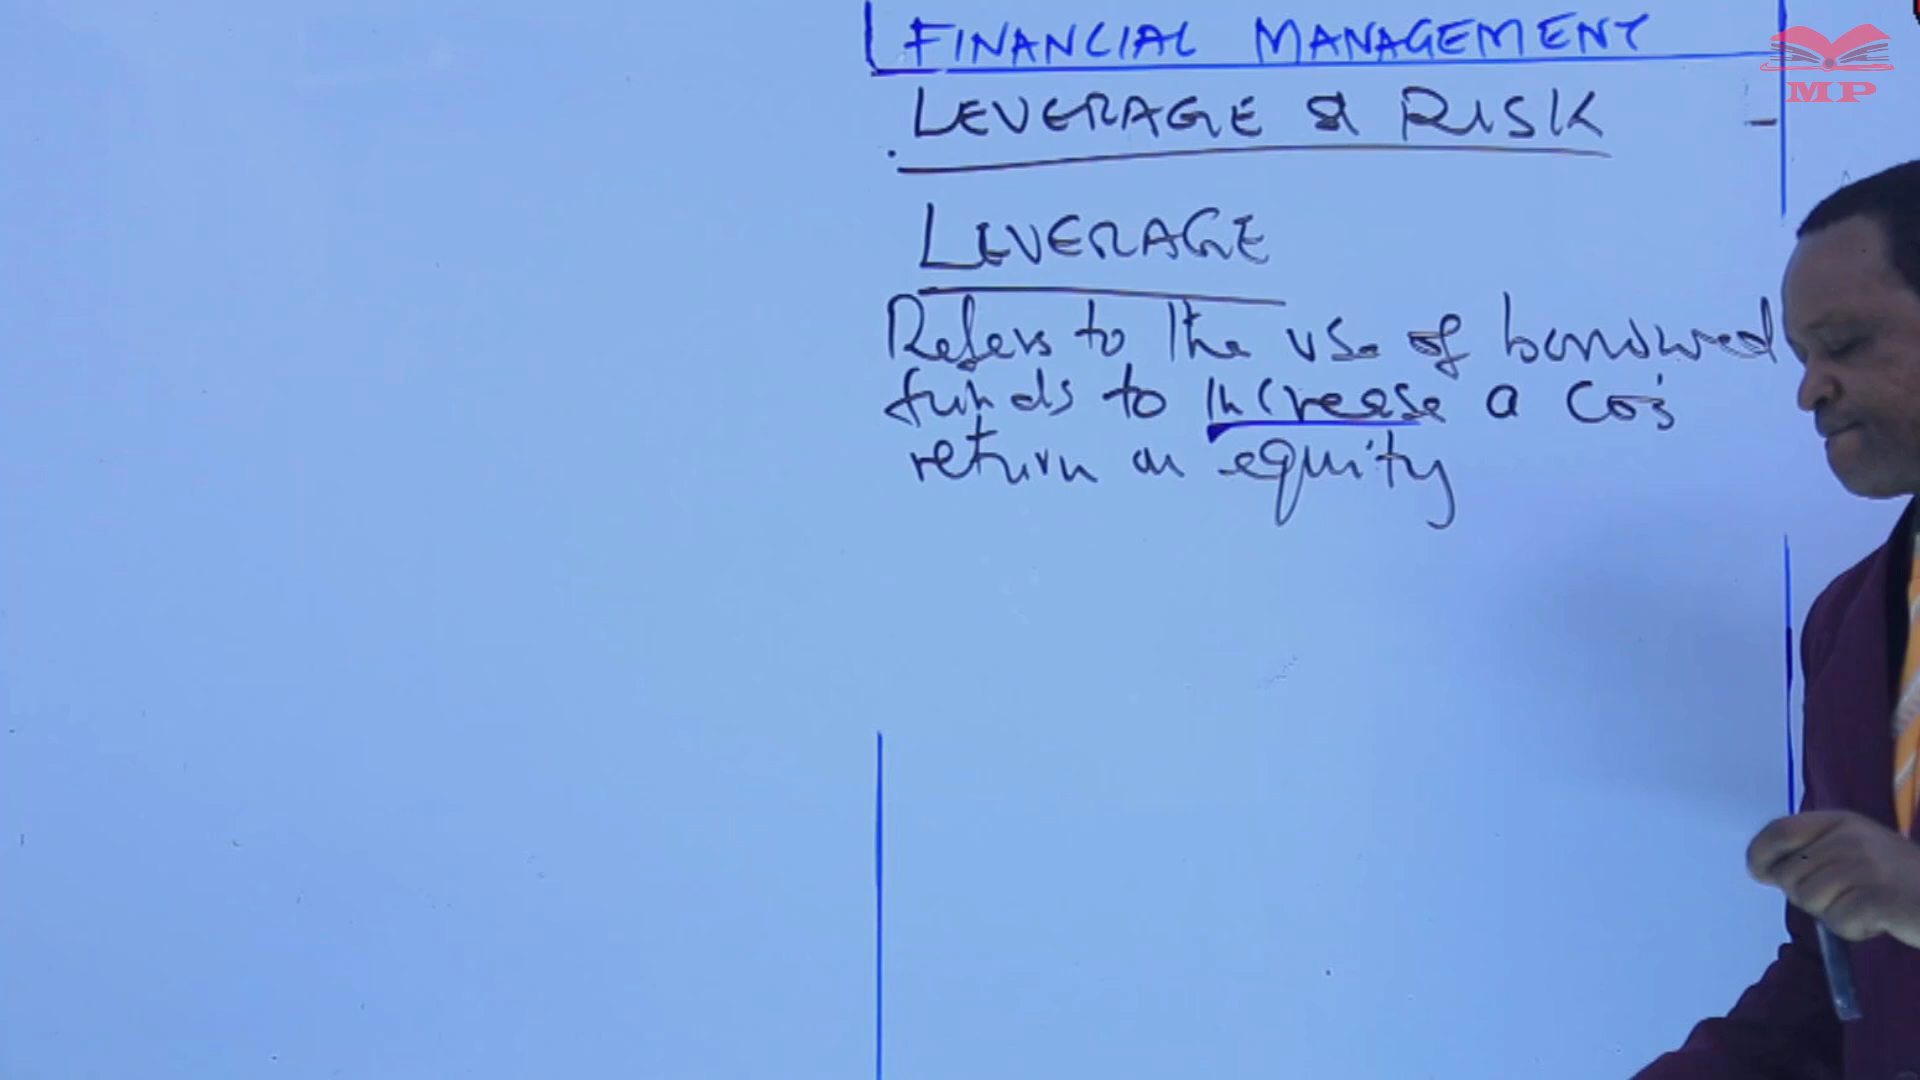 FINANCIAL MANAGEMENT
LEVERAGE & RISK
LEVERAGE
Refers to the use of borrowed
funds to increase a Co's
return on equity
MP